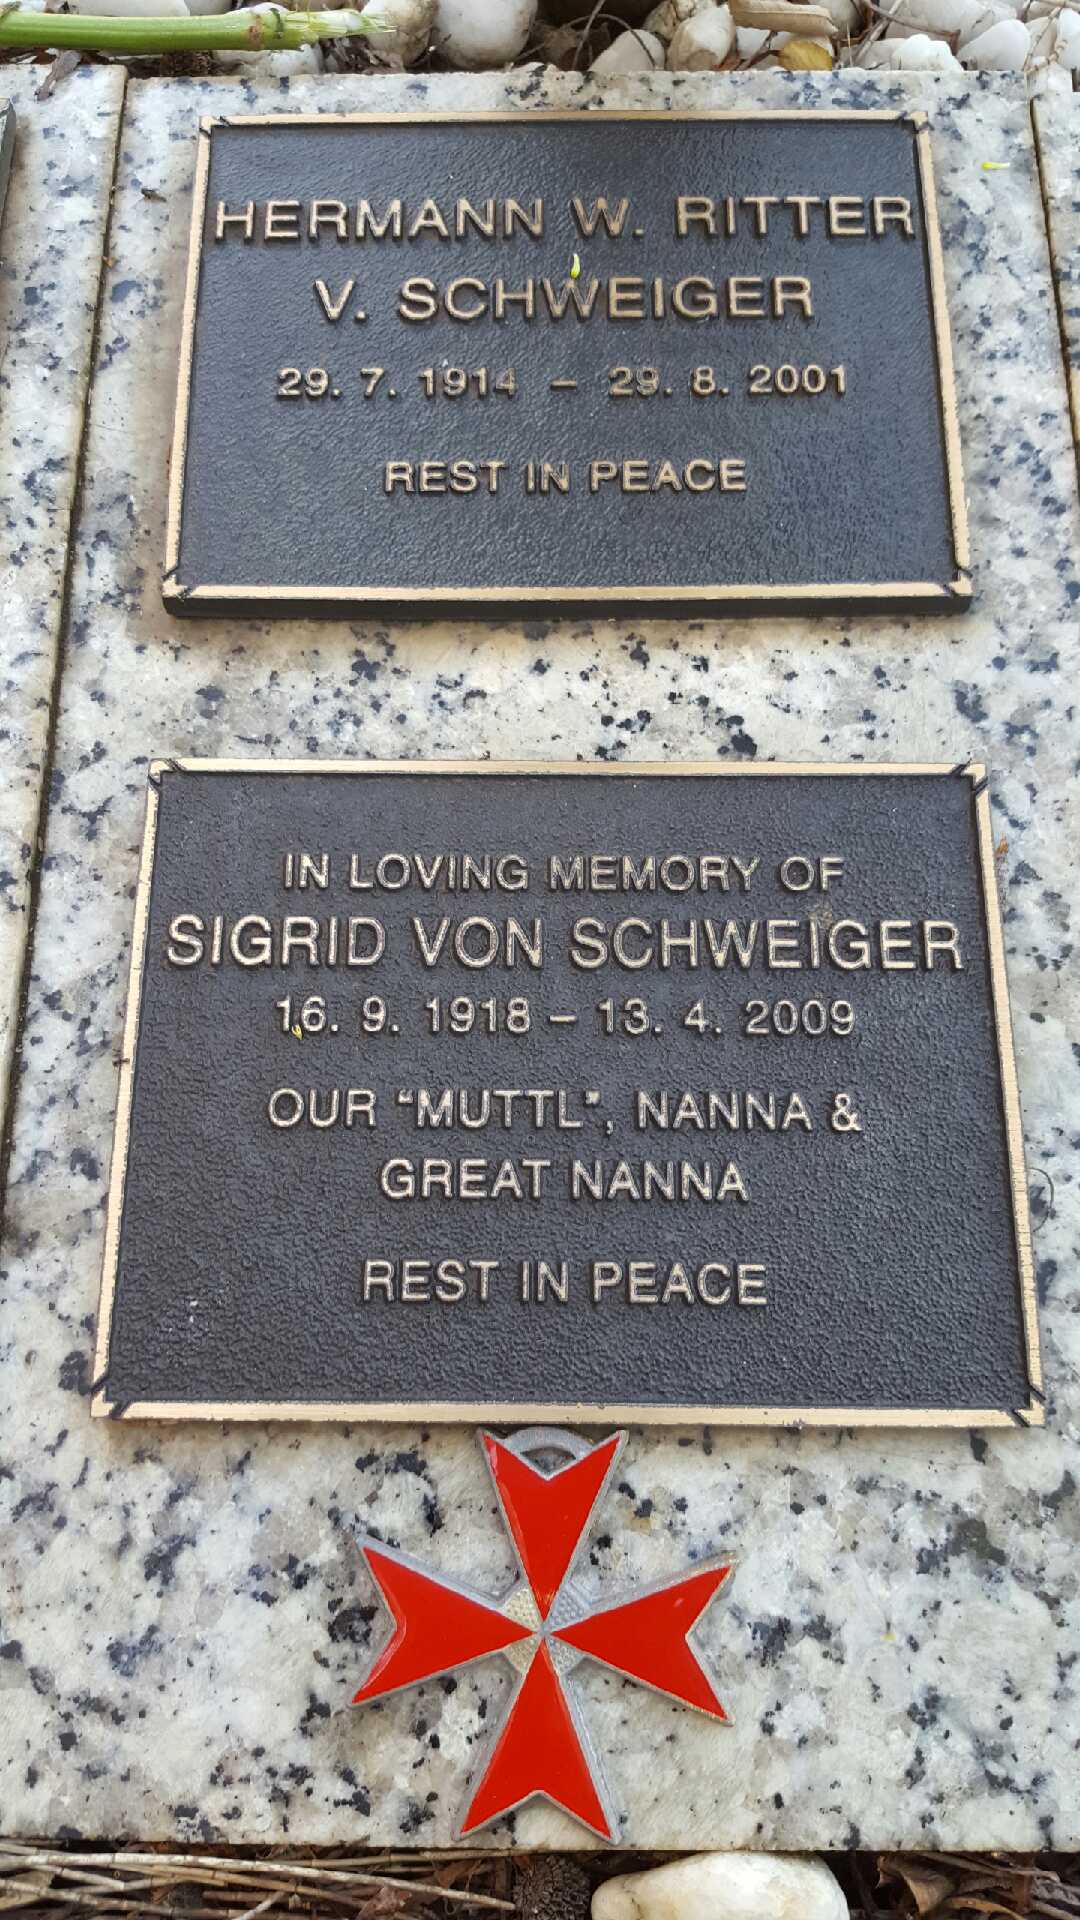 HERMANN W. RITTER
V. SCHWEIGER
29. 7. 1914 – 29. 8. 2001
REST IN PEACE
IN LOVING MEMORY OF
SIGRID VON SCHWEIGER
16. 9. 1918 – 13. 4. 2009
OUR “MUTTL”, NANNA &
GREAT NANNA
REST IN PEACE